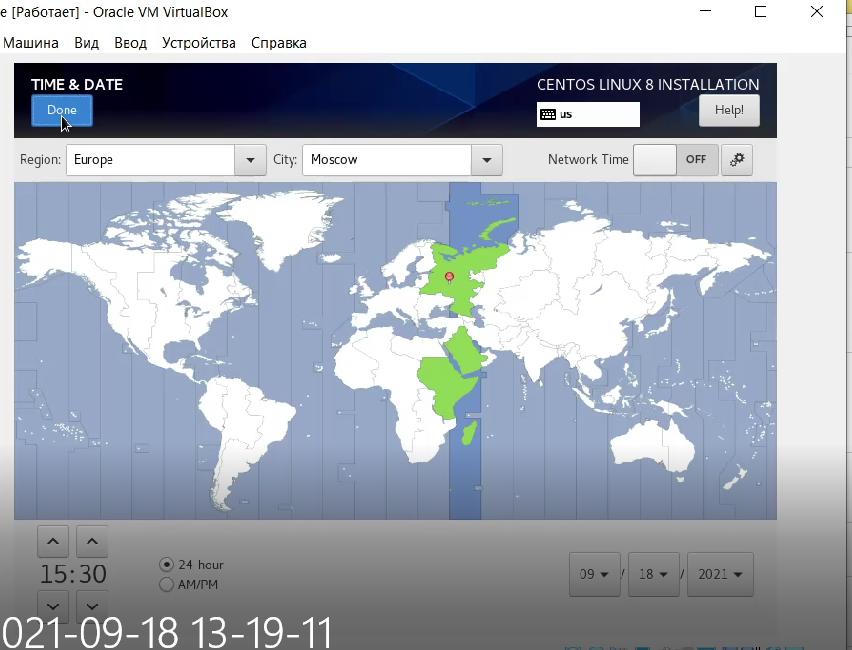 е [Работает] - Oracle VM VirtualBox
Машина Вид Ввод Устройства Справка
TIME & DATE
CENTOS LINUX 8 INSTALLATION
Done
us
Help!
Region: Europe City: Moscow Network Time OFF
24 hour
15:30
09 / 18 / 2021
AM/PM
021-09-18 13-19-11